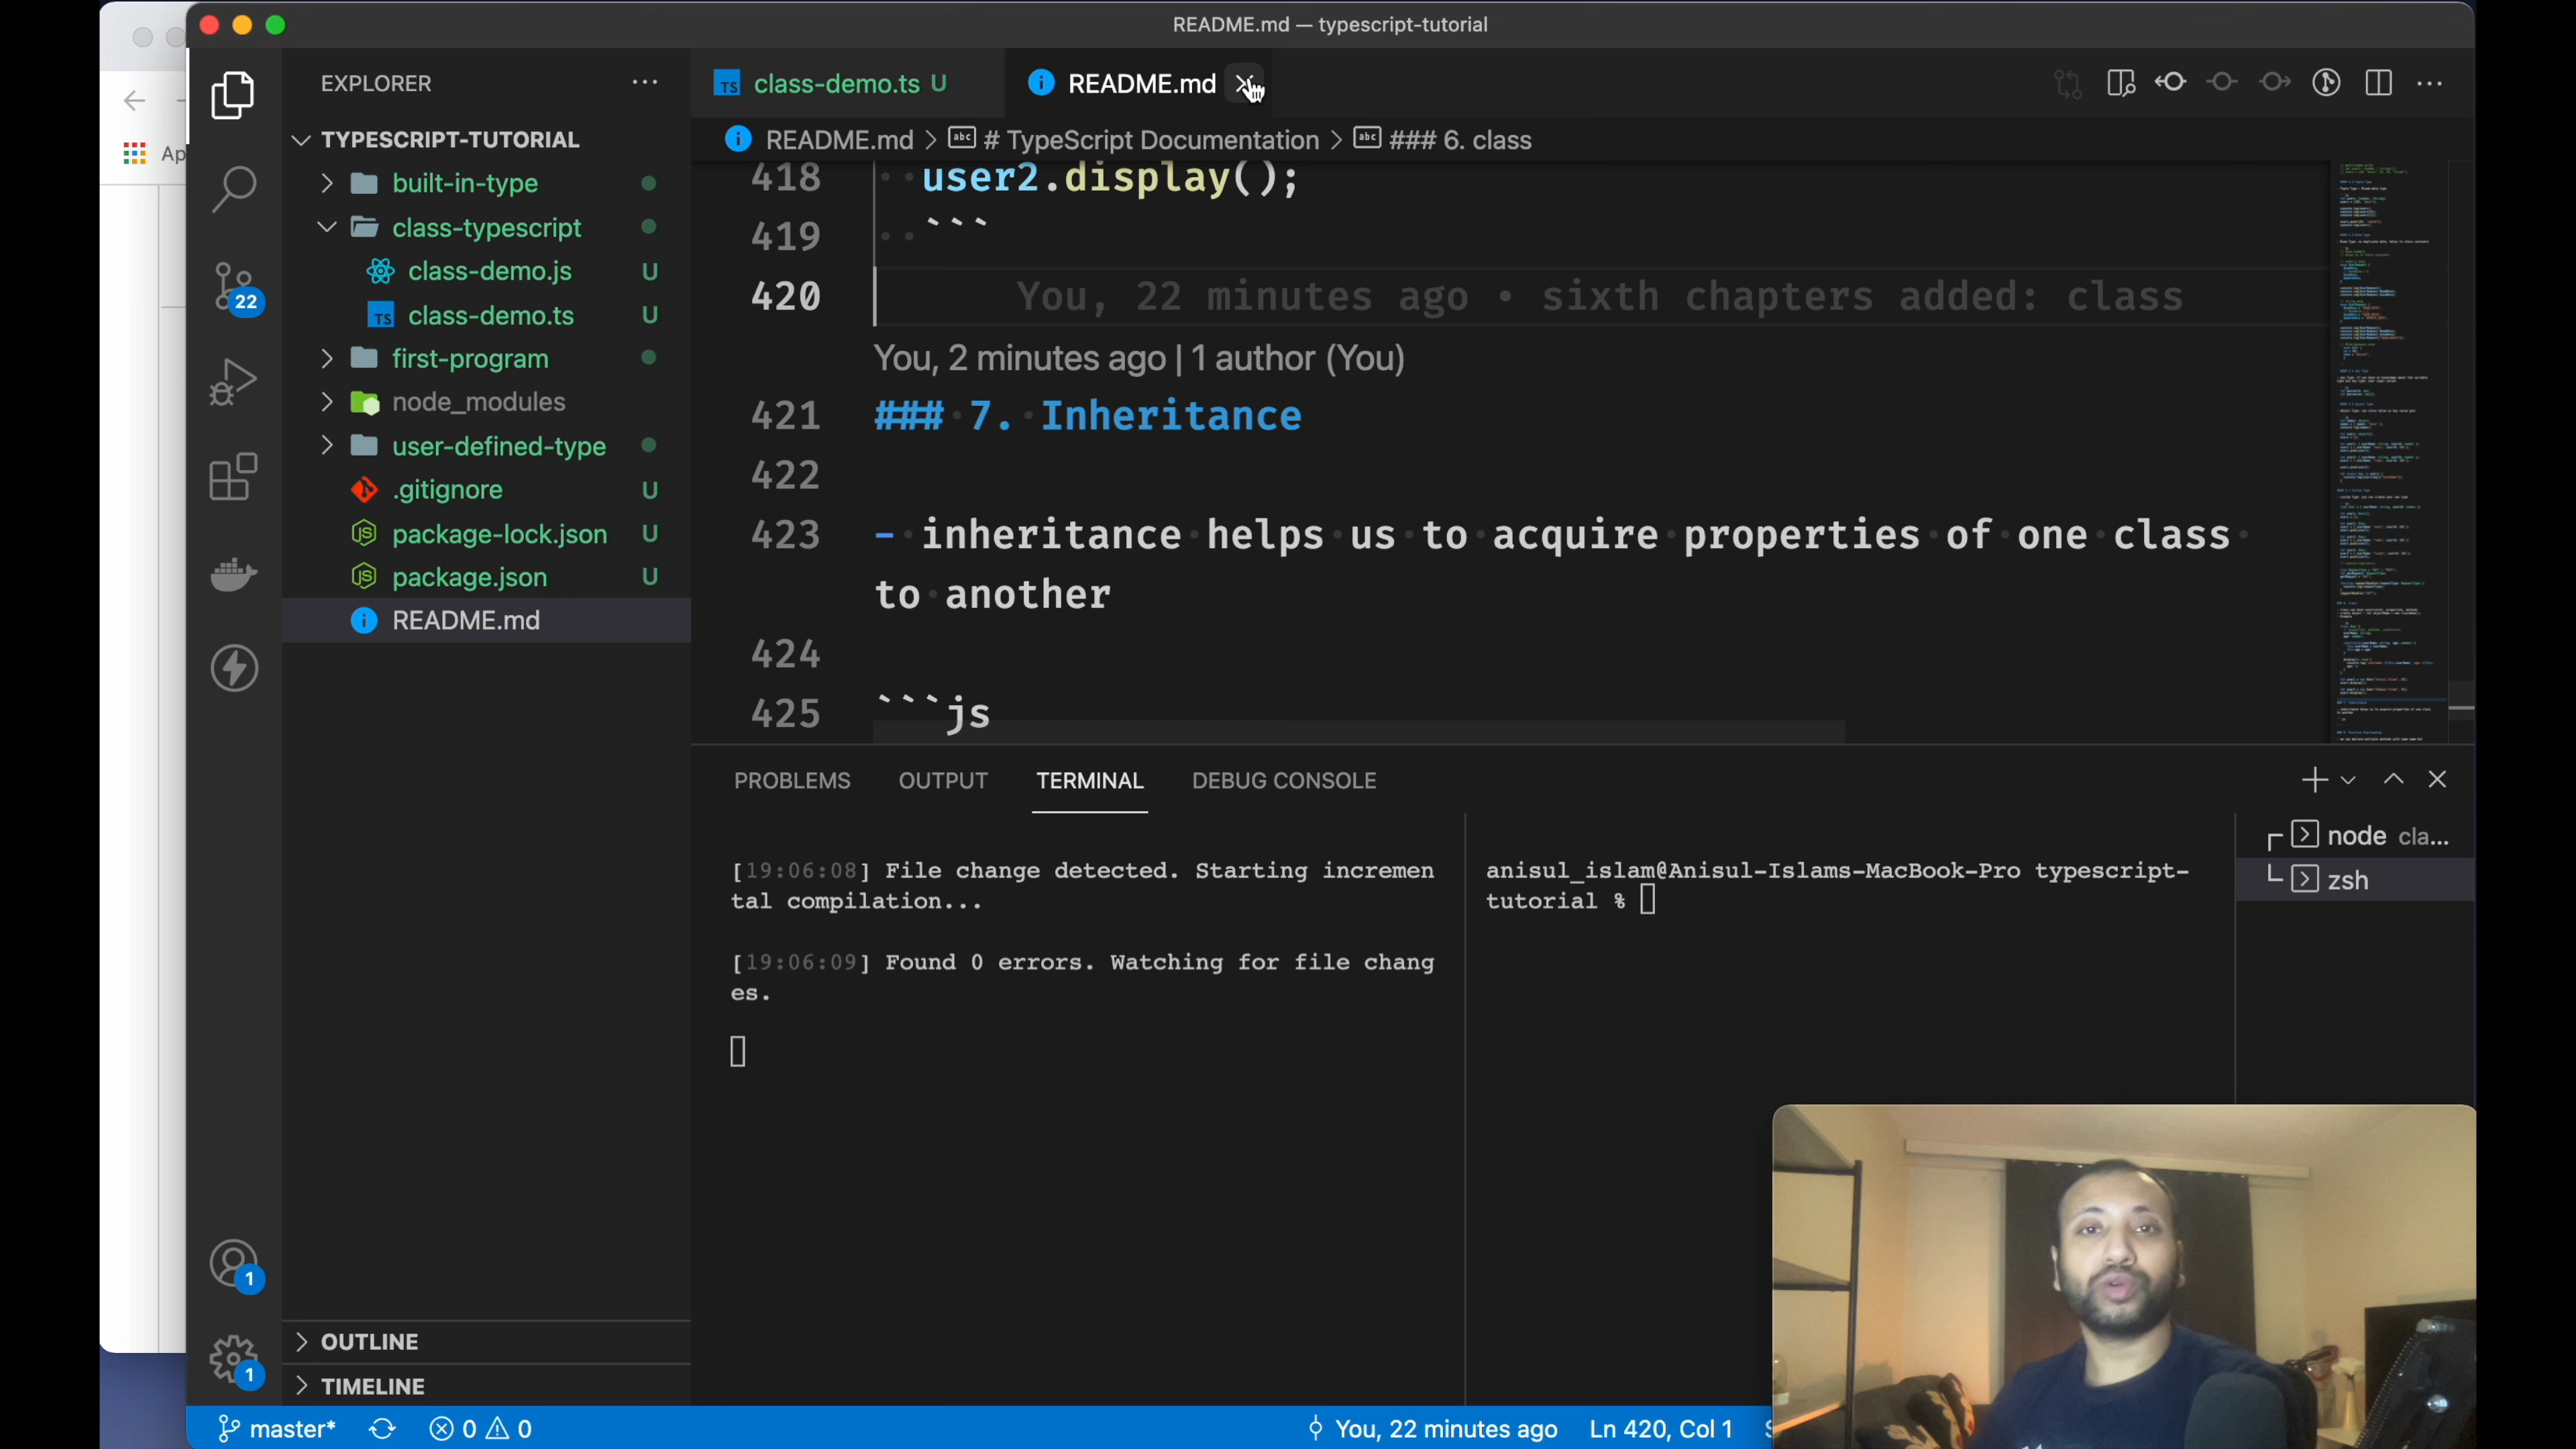 README.md — typescript-tutorial
Ap
EXPLORER
TYPESCRIPT-TUTORIAL
built-in-type
class-typescript
class-demo.js U
class-demo.ts U
first-program
node_modules
user-defined-type
.gitignore U
package-lock.json U
package.json U
README.md
OUTLINE
TIMELINE
22
1
1
TS class-demo.ts U
README.md
README.md > # TypeScript Documentation > ### 6. class
418 user2.display();
419 ```
420 You, 22 minutes ago • sixth chapters added: class
You, 2 minutes ago | 1 author (You)
421 ### 7. Inheritance
422
423 - inheritance helps us to acquire properties of one class
to another
424
425 ```js
PROBLEMS OUTPUT TERMINAL DEBUG CONSOLE
[19:06:08] File change detected. Starting incremen
tal compilation...
[19:06:09] Found 0 errors. Watching for file chang
es.
anisul_islam@Anisul-Islams-MacBook-Pro typescript-
tutorial %
node cla...
zsh
master* 0 0
You, 22 minutes ago Ln 420, Col 1